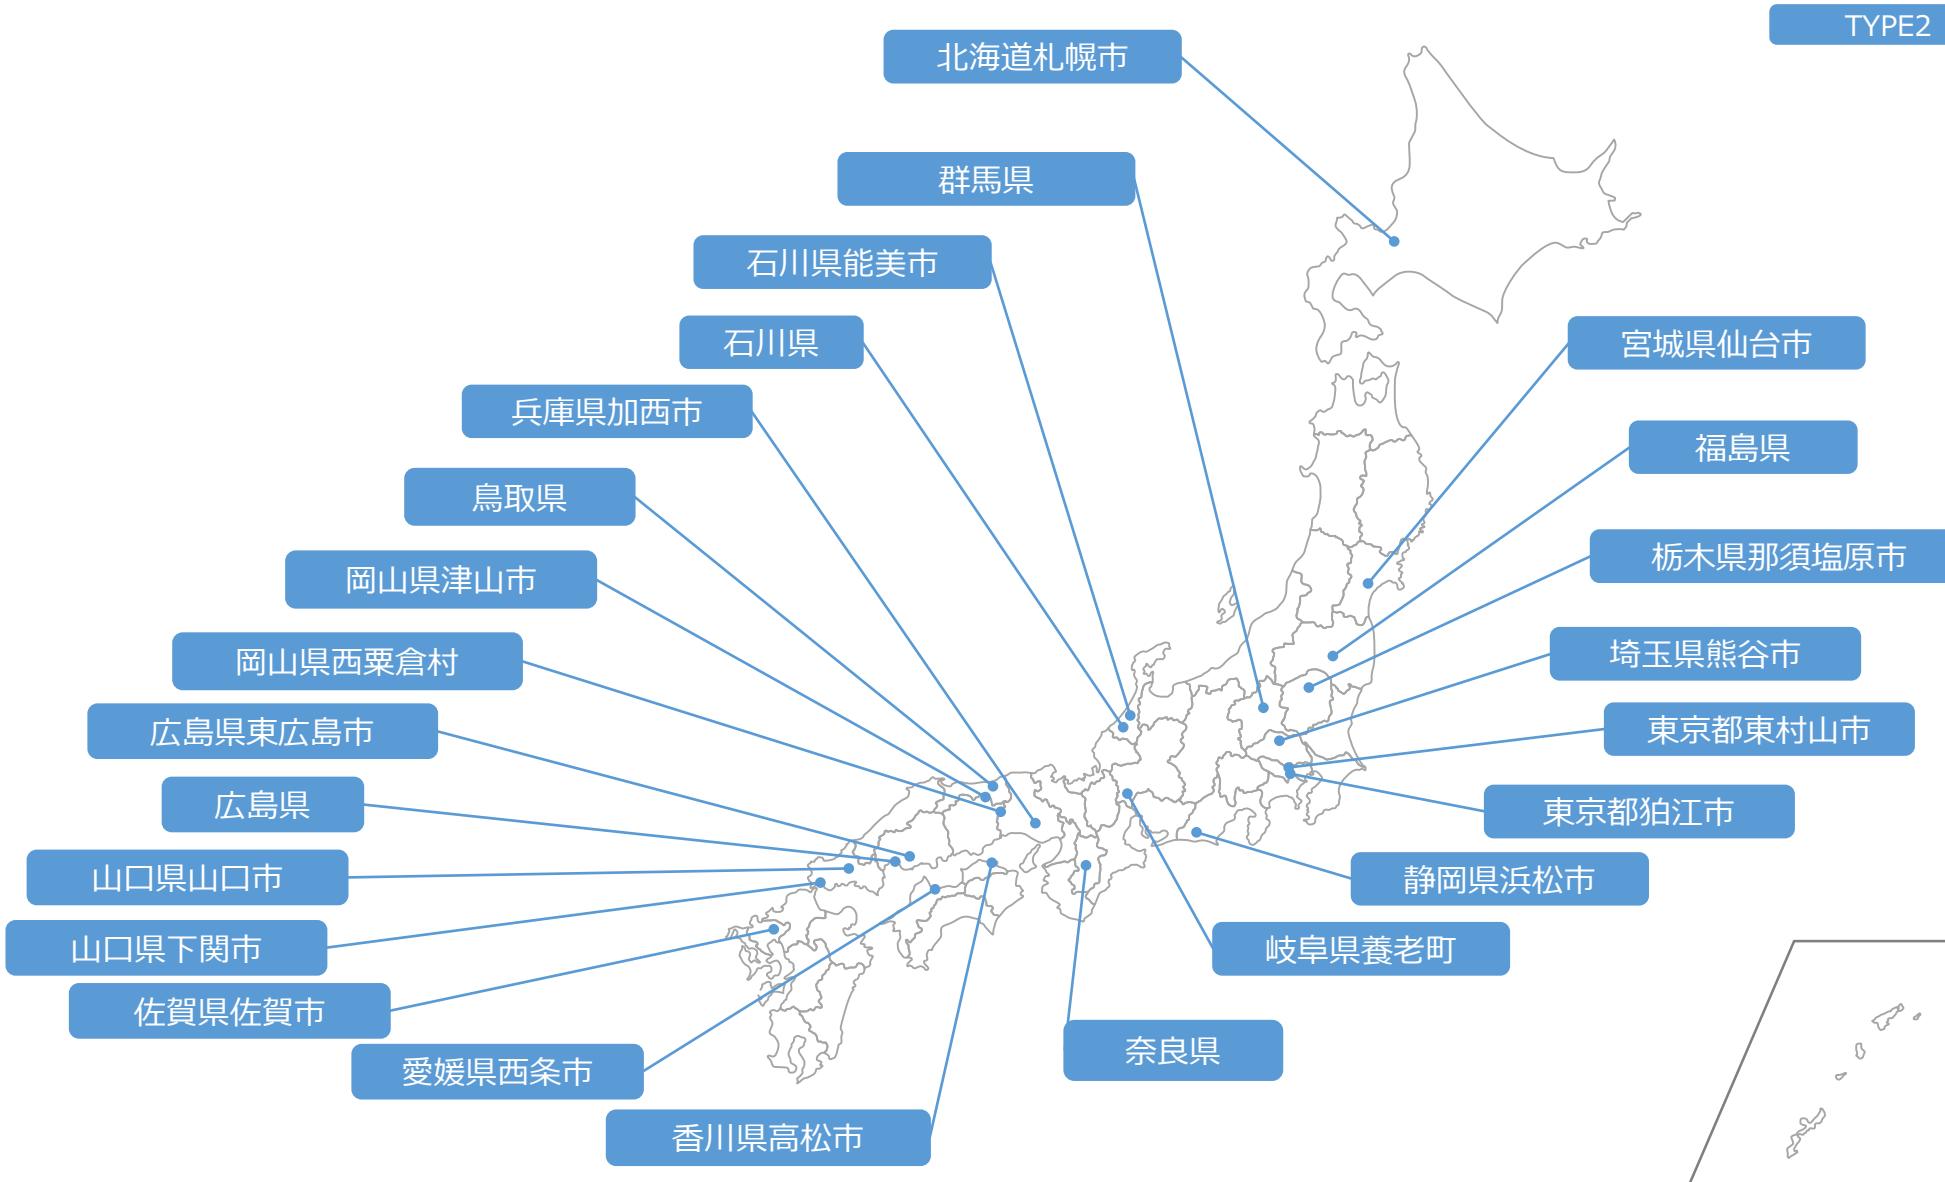 TYPE2
北海道札幌市
群馬県
石川県能美市
石川県
宮城県仙台市
兵庫県加西市
福島県
鳥取県
栃木県那須塩原市
岡山県津山市
岡山県西粟倉村
埼玉県熊谷市
広島県東広島市
東京都東村山市
広島県
東京都狛江市
山口県山口市
静岡県浜松市
山口県下関市
岐阜県養老町
佐賀県佐賀市
奈良県
愛媛県西条市
香川県高松市